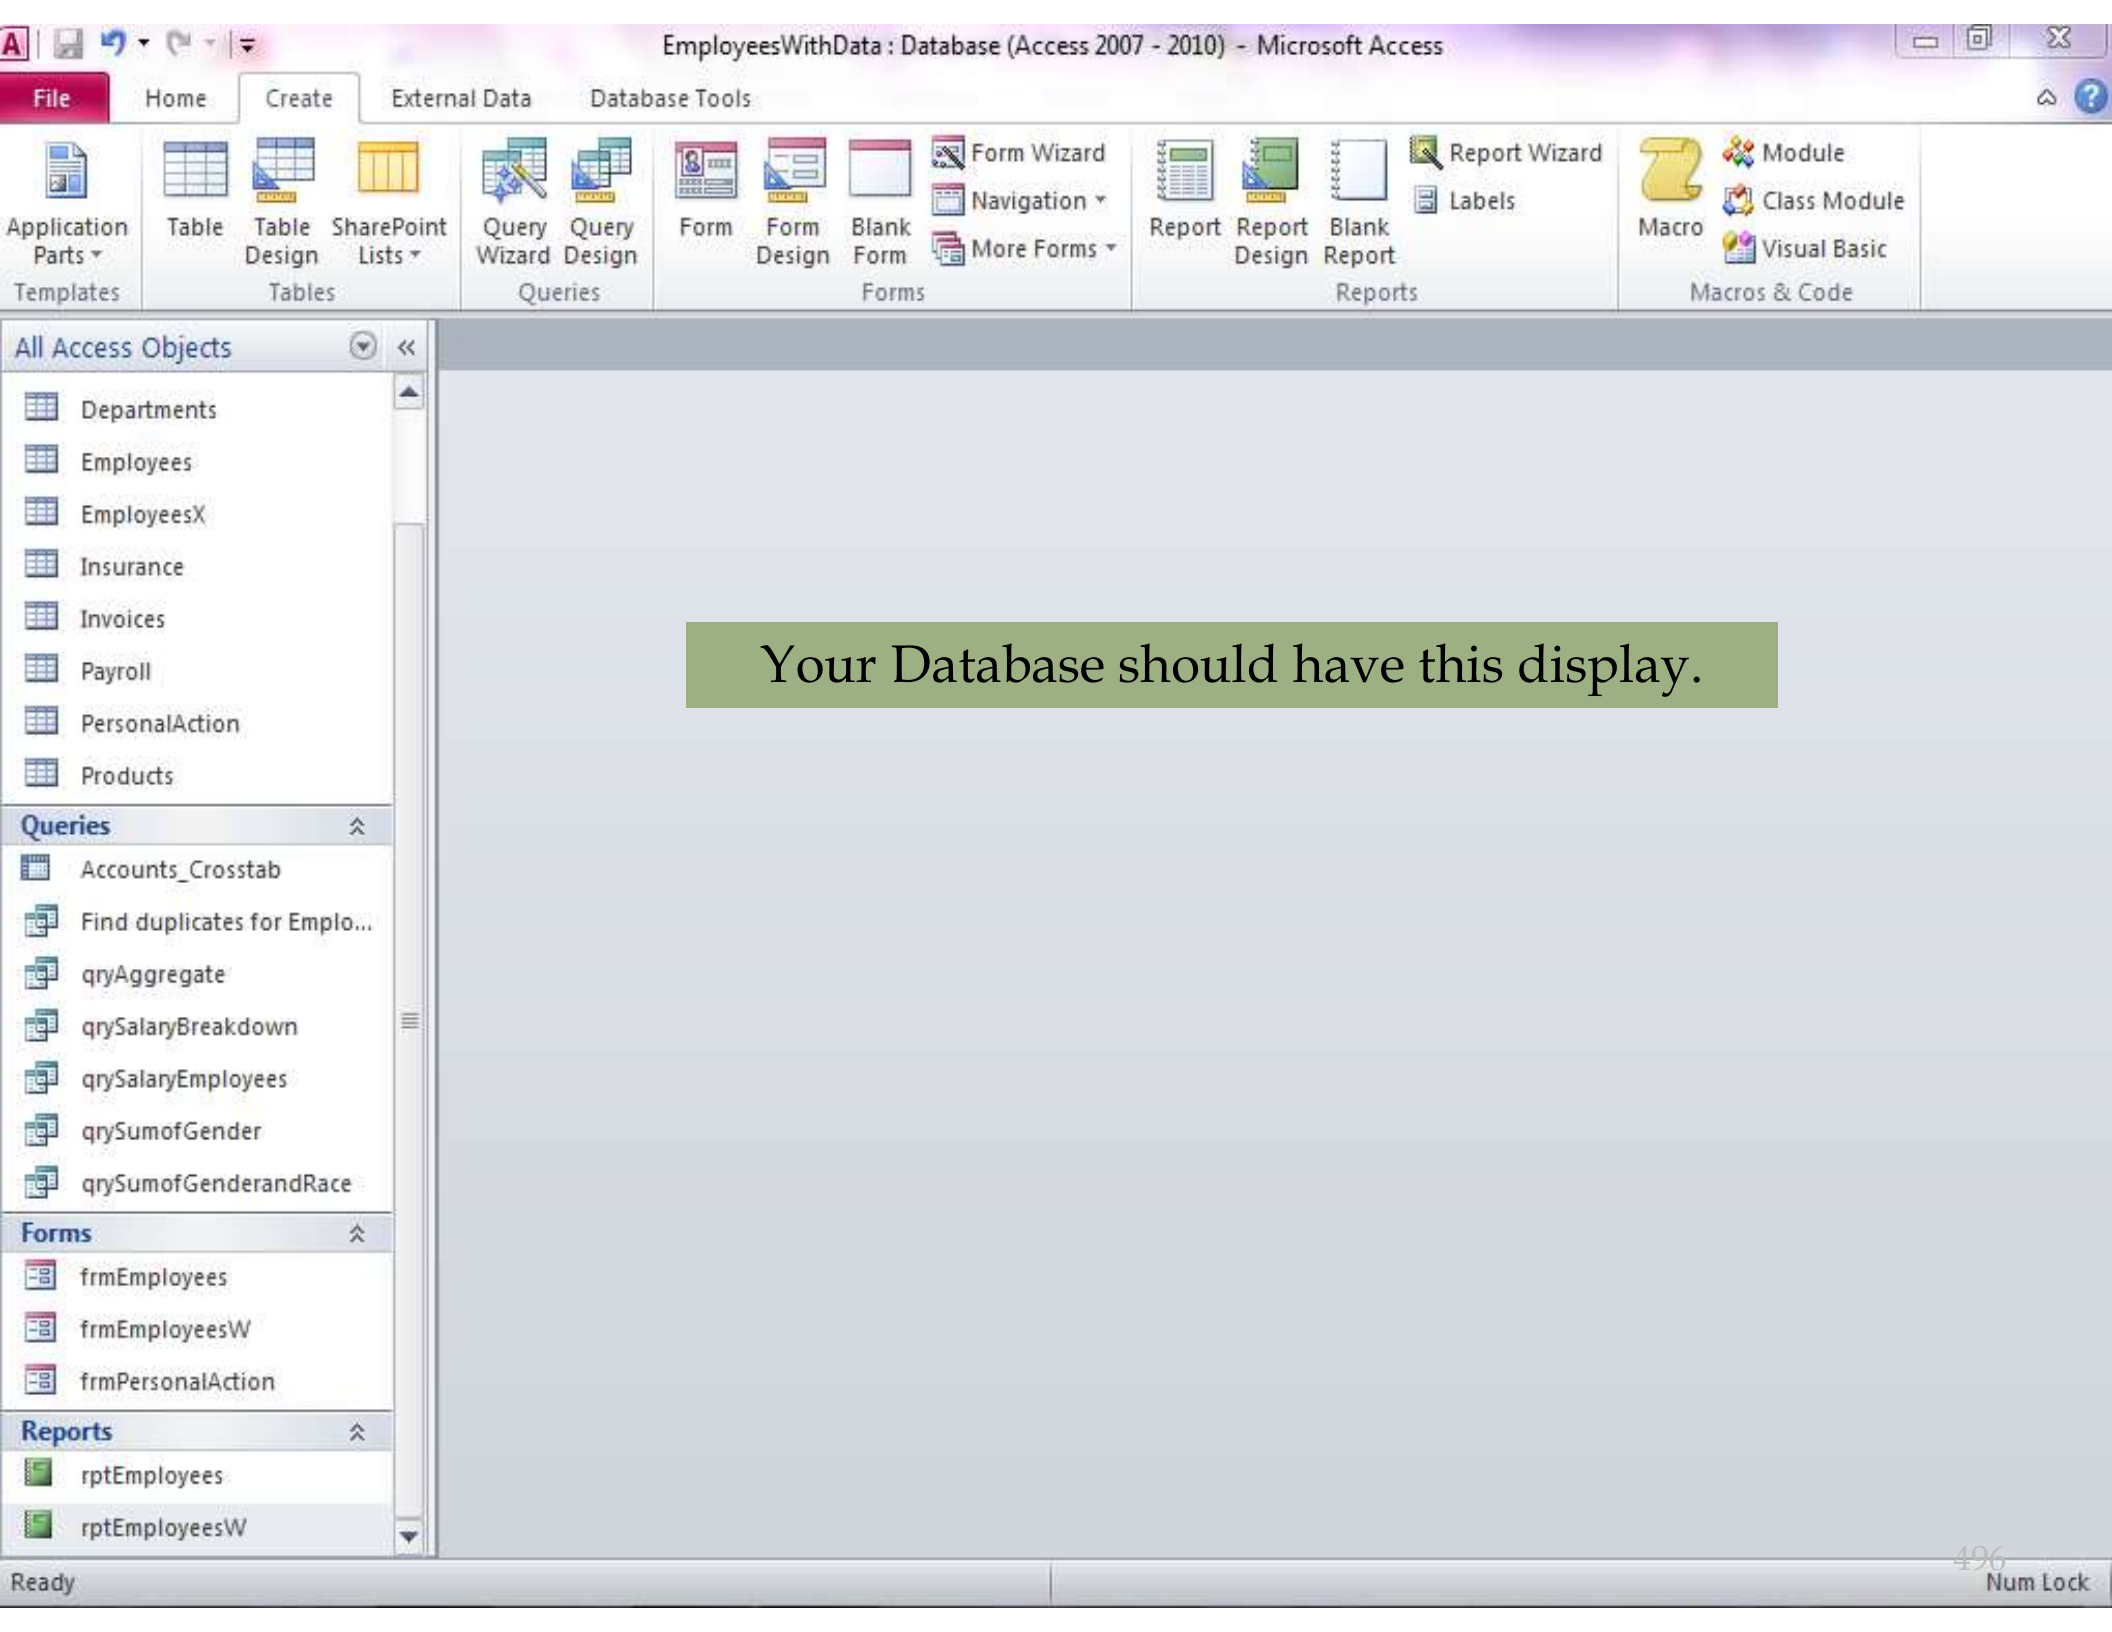 EmployeesWithData : Database (Access 2007 - 2010) - Microsoft Access
File Home Create External Data Database Tools
Application Parts
Table
Table Design
SharePoint Lists
Query Wizard
Query Design
Form
Form Design
Blank Form
Form Wizard
Navigation
More Forms
Report
Report Design
Blank Report
Report Wizard
Labels
Macro
Module
Class Module
Visual Basic
Templates Tables Queries Forms Reports Macros & Code
All Access Objects
Departments
Employees
EmployeesX
Insurance
Invoices
Payroll
PersonalAction
Products
Queries
Accounts_Crosstab
Find duplicates for Emplo...
qryAggregate
qrySalaryBreakdown
qrySalaryEmployees
qrySumofGender
qrySumofGenderandRace
Forms
frmEmployees
frmEmployeesW
frmPersonalAction
Reports
rptEmployees
rptEmployeesW
Your Database should have this display.
496
Ready
Num Lock